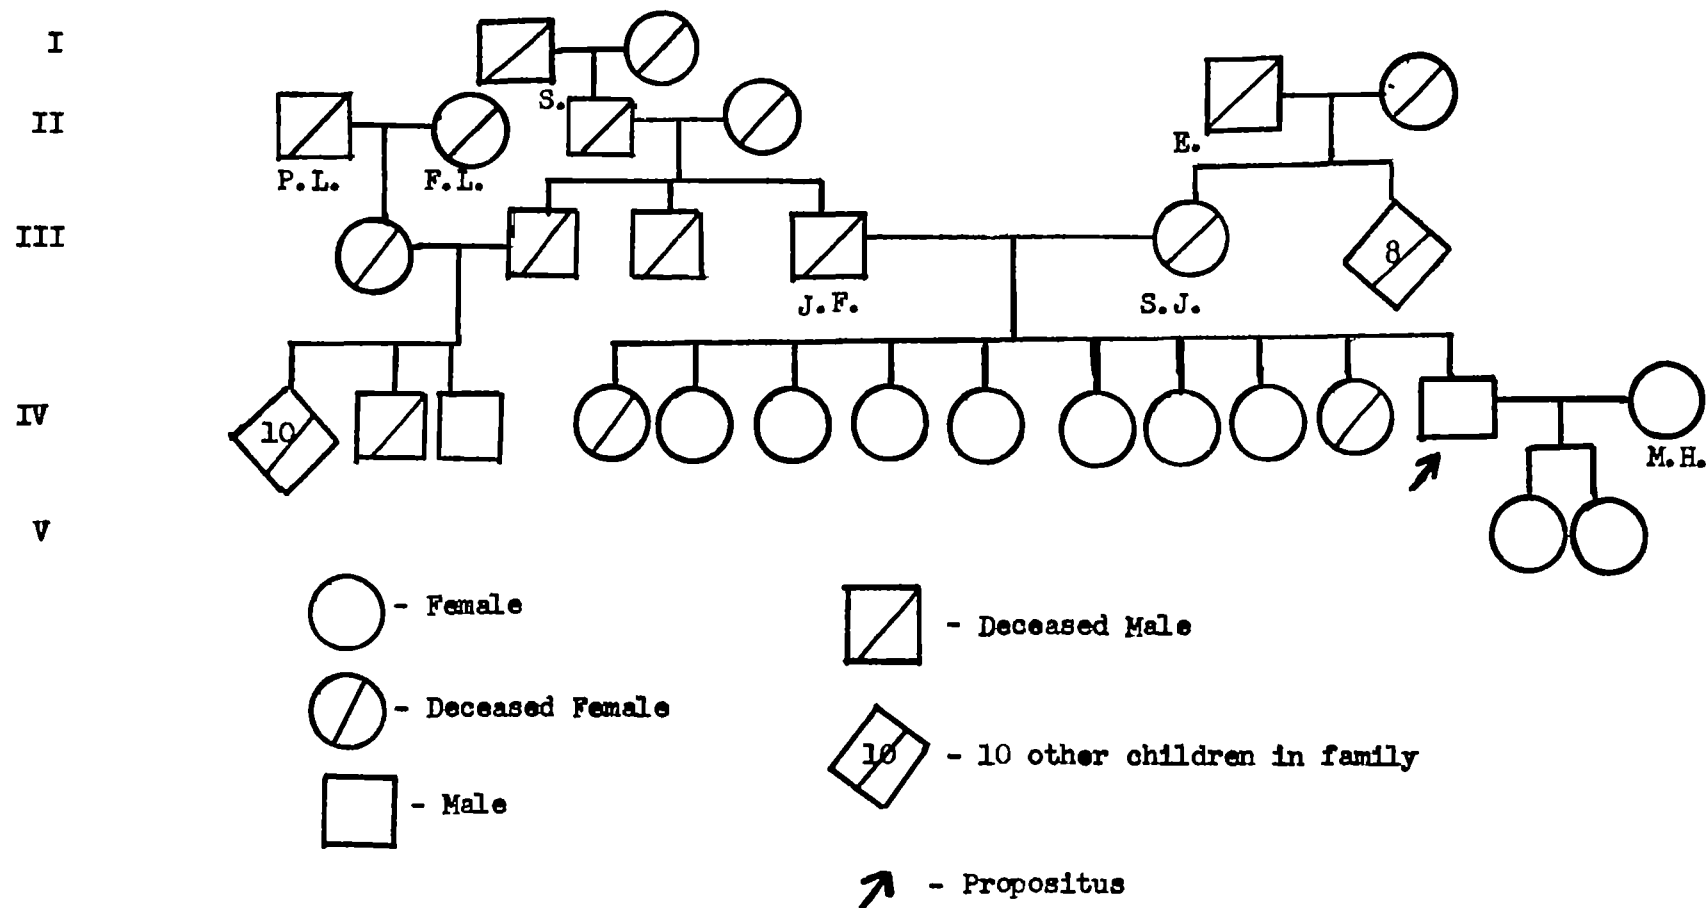 I
S.
II
E.
P.L.
F.L.
III
8
J.F.
S.J.
IV
10
M.H.
V
- Female
- Deceased Male
- Deceased Female
10
- 10 other children in family
- Male
- Propositus